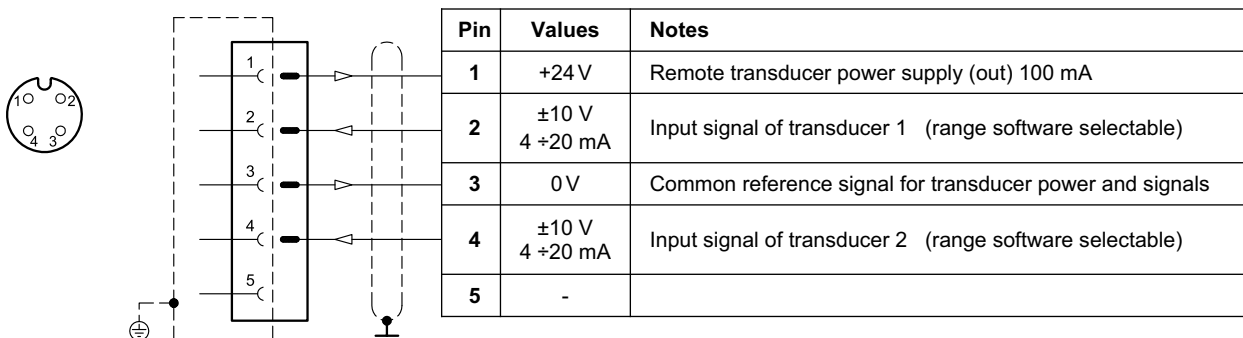 1 2
4 3
1
2
3
4
5
Pin Values Notes
1 +24 V Remote transducer power supply (out) 100 mA
2 ±10 V 4 ÷20 mA Input signal of transducer 1 (range software selectable)
3 0 V Common reference signal for transducer power and signals
4 ±10 V 4 ÷20 mA Input signal of transducer 2 (range software selectable)
5 -